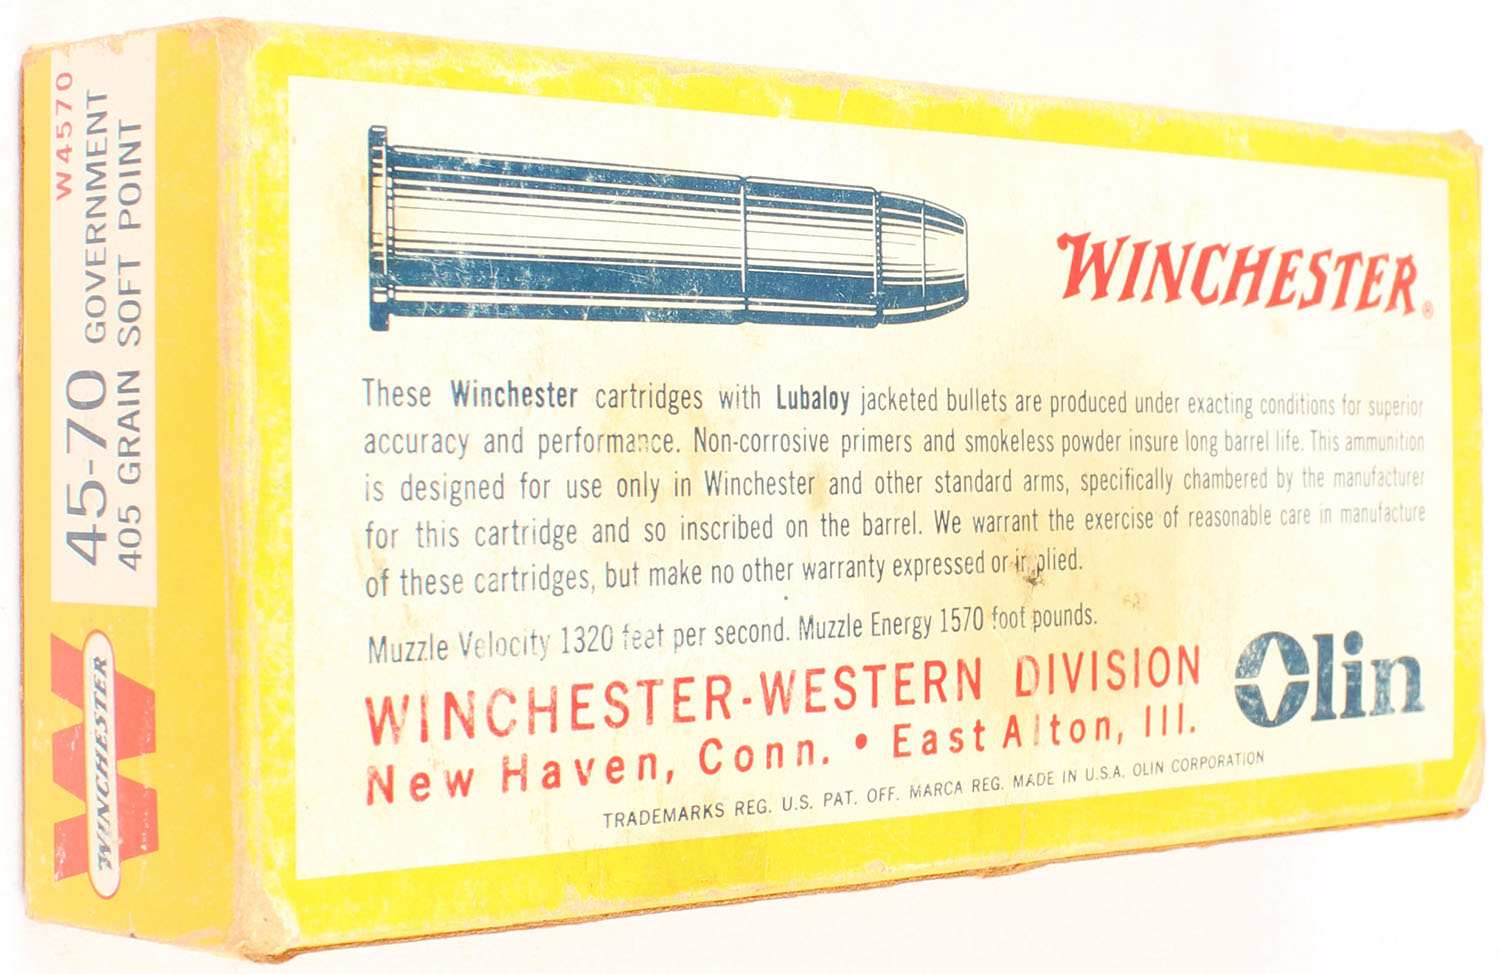 W4570
45-70 GOVERNMENT
405 GRAIN SOFT POINT
W
WINCHESTER
WINCHESTER®
These Winchester cartridges with Lubaloy jacketed bullets are produced under exacting conditions for superior
accuracy and performance. Non-corrosive primers and smokeless powder insure long barrel life. This ammunition
is designed for use only in Winchester and other standard arms, specifically chambered by the manufacturer
for this cartridge and so inscribed on the barrel. We warrant the exercise of reasonable care in manufacture
of these cartridges, but make no other warranty expressed or implied.
Muzzle Velocity 1320 feet per second. Muzzle Energy 1570 foot pounds.
WINCHESTER-WESTERN DIVISION
New Haven, Conn. • East Alton, Ill.
Olin
TRADEMARKS REG. U.S. PAT. OFF. MARCA REG. MADE IN U.S.A. OLIN CORPORATION